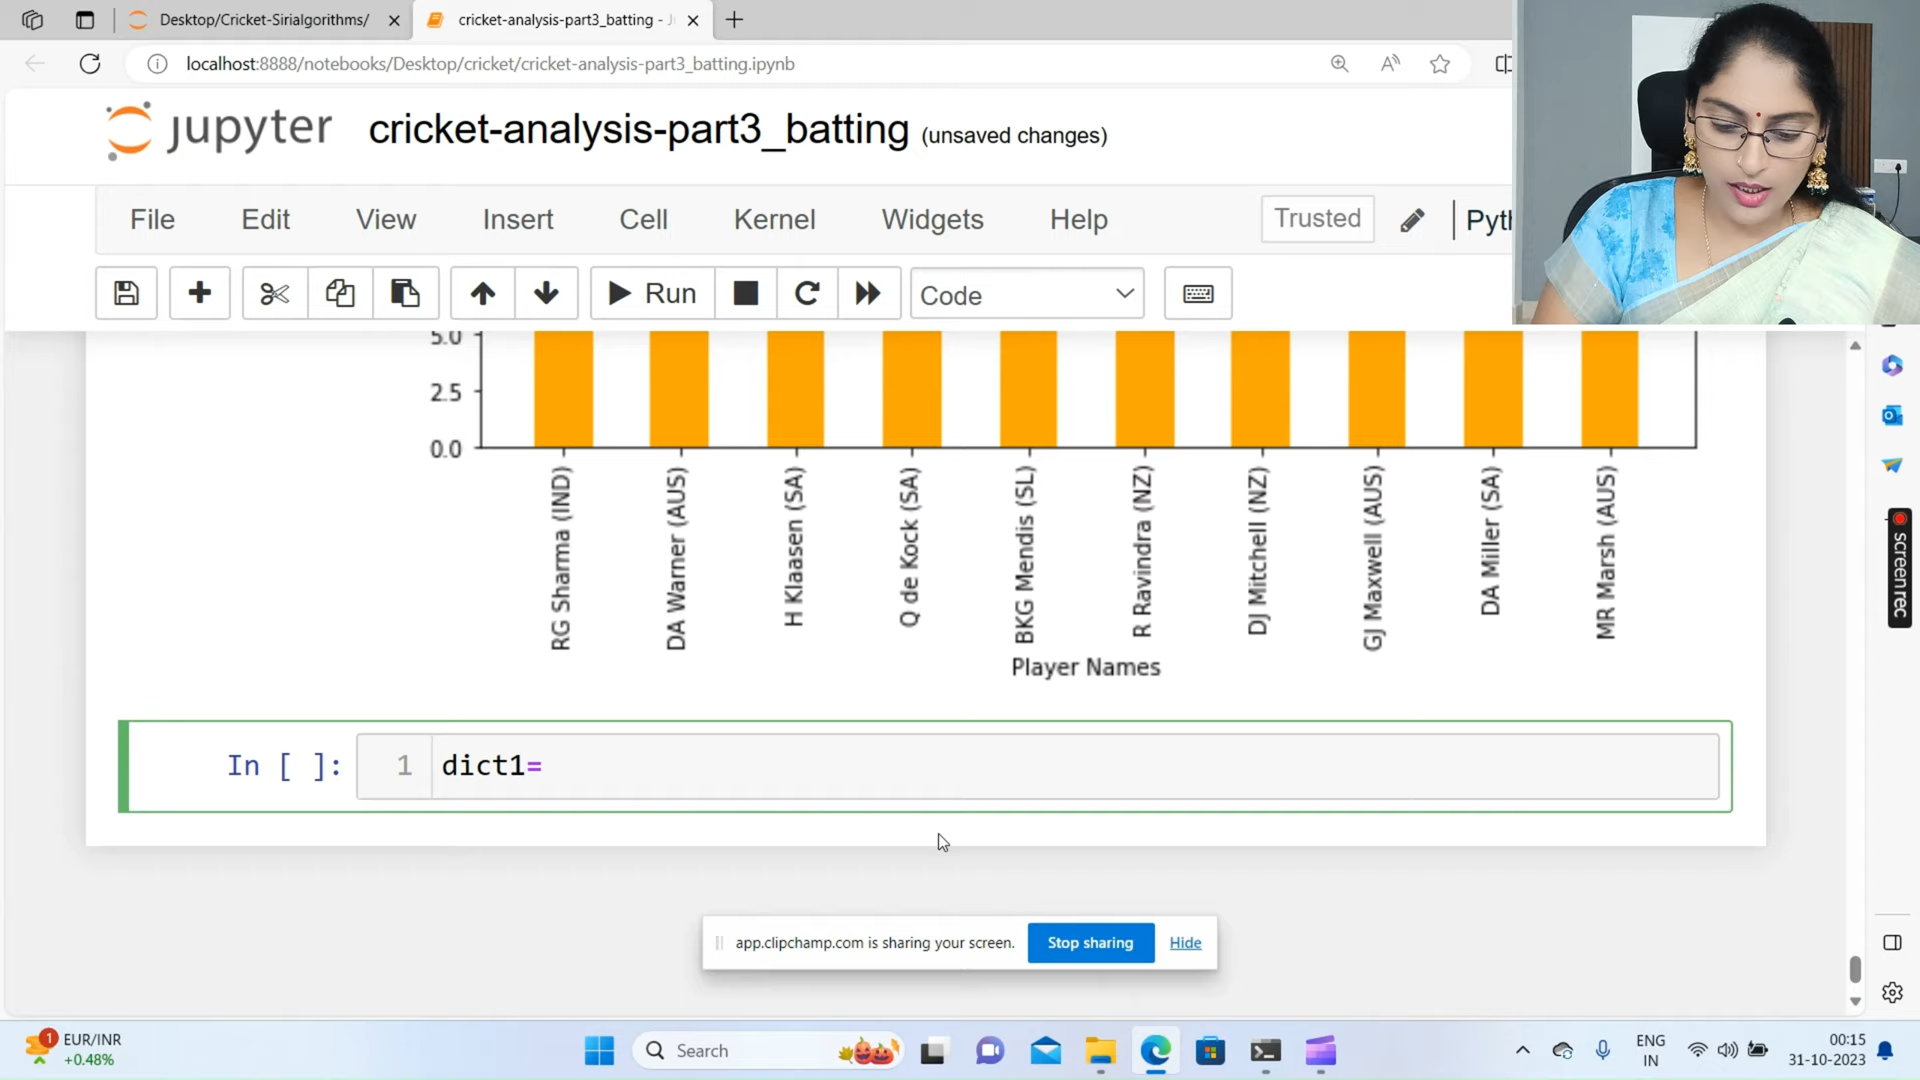 Desktop/Cricket-Sirialgorithms/
cricket-analysis-part3_batting - J
localhost:8888/notebooks/Desktop/cricket/cricket-analysis-part3_batting.ipynb
jupyter cricket-analysis-part3_batting (unsaved changes)
File Edit View Insert Cell Kernel Widgets Help Trusted Pyth
Run Code
5.0
2.5
0.0
RG Sharma (IND)
DA Warner (AUS)
H Klaasen (SA)
Q de Kock (SA)
BKG Mendis (SL)
R Ravindra (NZ)
DJ Mitchell (NZ)
GJ Maxwell (AUS)
DA Miller (SA)
MR Marsh (AUS)
Player Names
screenrec
In [ ]: 1 dict1=
app.clipchamp.com is sharing your screen. Stop sharing Hide
1 EUR/INR
+0.48%
Search
ENG
IN
00:15
31-10-2023